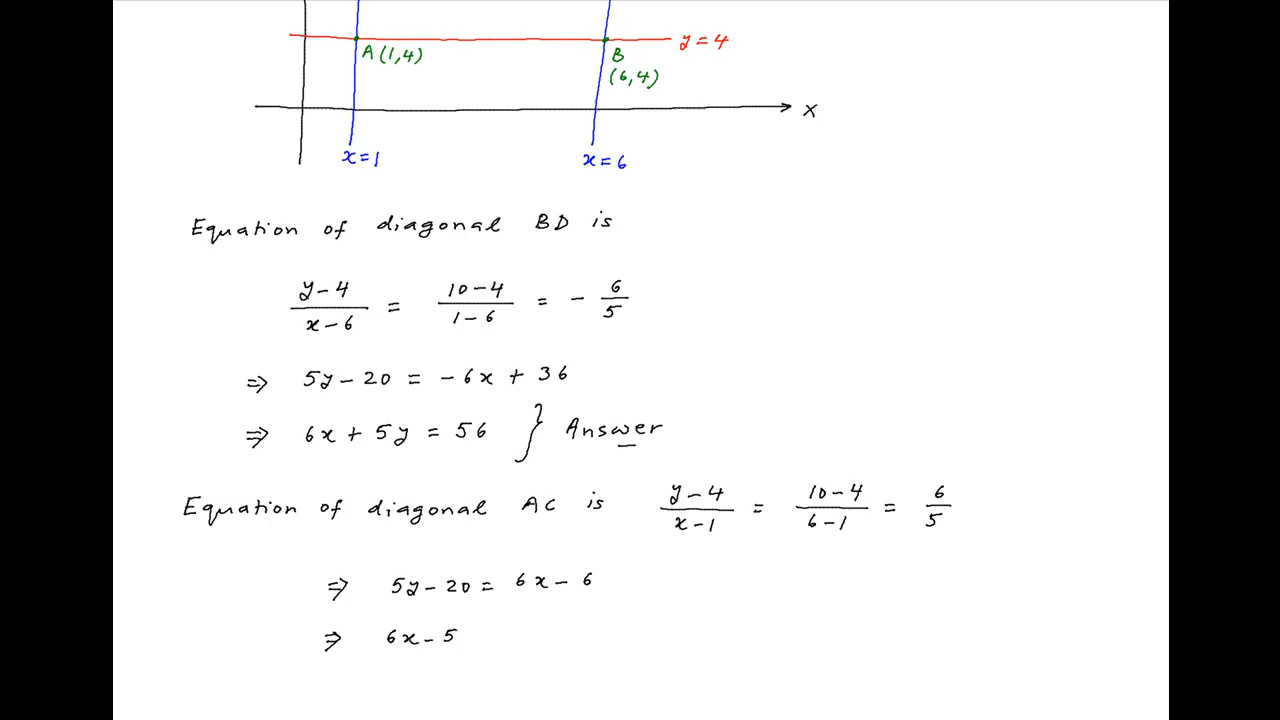 y = 4
A (1,4)
B
(6,4)
X
x = 1
x = 6
Equation of diagonal BD is
(y - 4)/(x - 6) = (10 - 4)/(1 - 6) = - 6/5
⇒ 5y - 20 = - 6x + 36
⇒ 6x + 5y = 56 } Answer
Equation of diagonal AC is (y - 4)/(x - 1) = (10 - 4)/(6 - 1) = 6/5
⇒ 5y - 20 = 6x - 6
⇒ 6x - 5